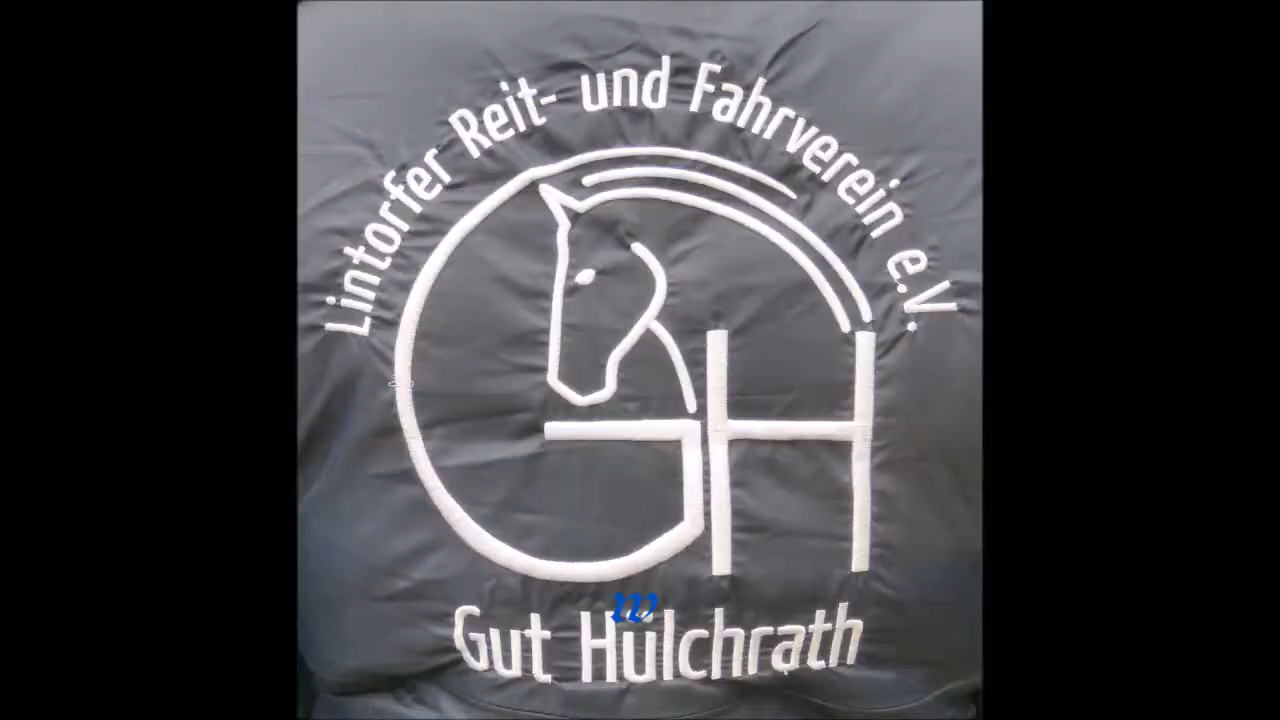 Lintorfer Reit- und Fahrverein e.V.
GH
w
Gut Hülchrath